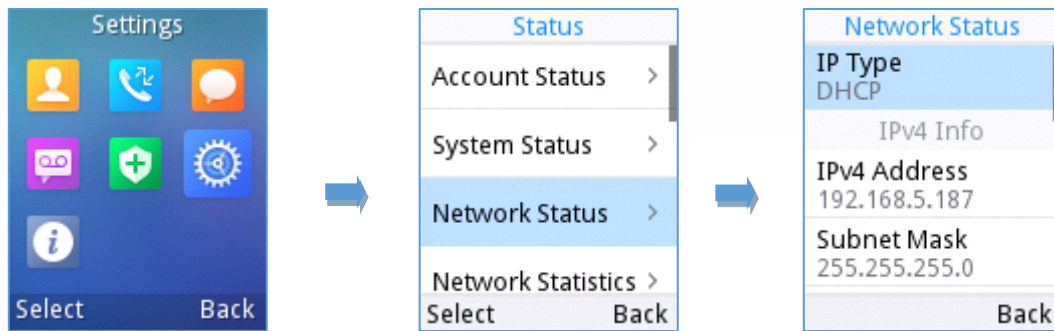 Settings
Select Back
Status
Account Status
System Status
Network Status
Network Statistics
Select Back
Network Status
IP Type
DHCP
IPv4 Info
IPv4 Address
192.168.5.187
Subnet Mask
255.255.255.0
Back